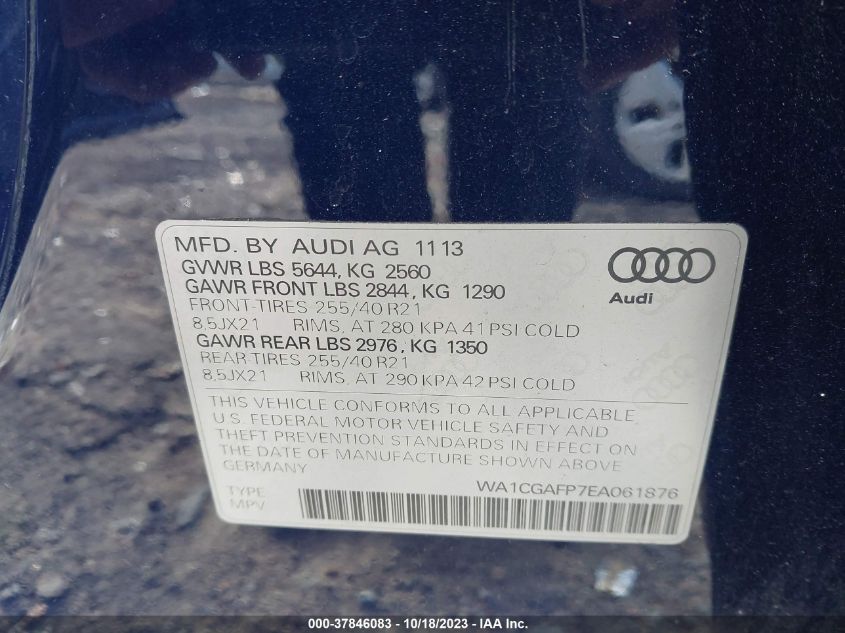 MFD. BY AUDI AG 11 13
GVWR LBS 5644, KG 2560
GAWR FRONT LBS 2844, KG 1290
FRONT-TIRES 255/40 R21
8,5JX21 RIMS, AT 280 KPA 41 PSI COLD
GAWR REAR LBS 2976, KG 1350
REAR-TIRES 255/40 R21
8,5JX21 RIMS, AT 290 KPA 42 PSI COLD
Audi
THIS VEHICLE CONFORMS TO ALL APPLICABLE
U.S. FEDERAL MOTOR VEHICLE SAFETY AND
THEFT PREVENTION STANDARDS IN EFFECT ON
THE DATE OF MANUFACTURE SHOWN ABOVE
GERMANY
WA1CGAFP7EA061876
TYPE
MPV
000-37846083 - 10/18/2023 - IAA Inc.